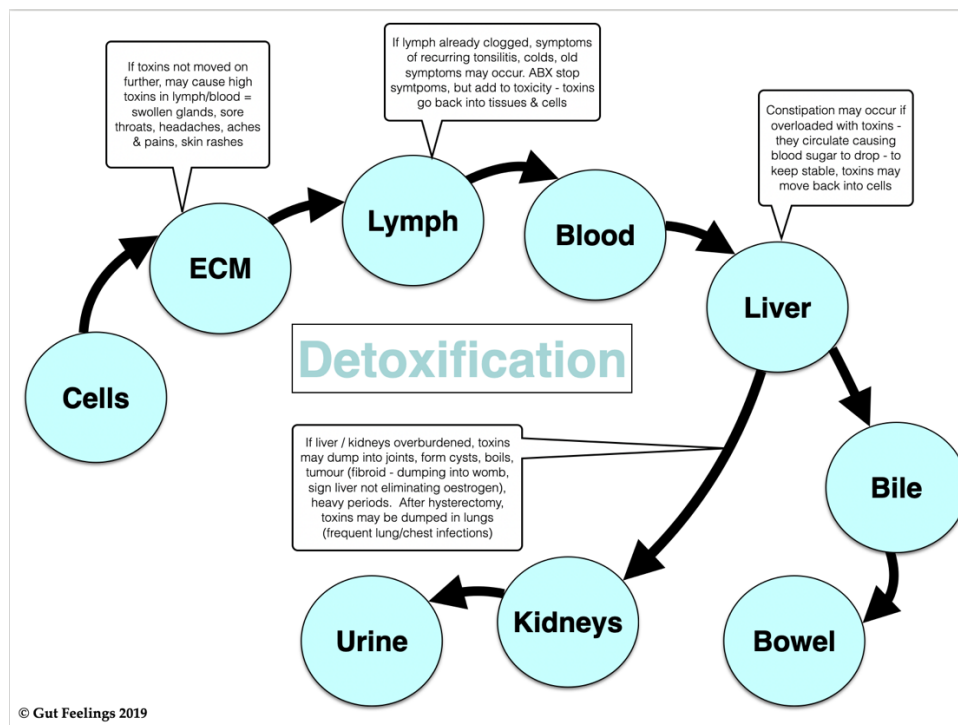 If toxins not moved on
further, may cause high
toxins in lymph/blood =
swollen glands, sore
throats, headaches, aches
& pains, skin rashes
If lymph already clogged, symptoms
of recurring tonsilitis, colds, old
symptoms may occur. ABX stop
symtpoms, but add to toxicity - toxins
go back into tissues & cells
Constipation may occur if
overloaded with toxins -
they circulate causing
blood sugar to drop - to
keep stable, toxins may
move back into cells
Lymph
Blood
ECM
Liver
Detoxification
Cells
If liver / kidneys overburdened, toxins
may dump into joints, form cysts, boils,
tumour (fibroid - dumping into womb,
sign liver not eliminating oestrogen),
heavy periods. After hysterectomy,
toxins may be dumped in lungs
(frequent lung/chest infections)
Bile
Kidneys
Urine
Bowel
© Gut Feelings 2019